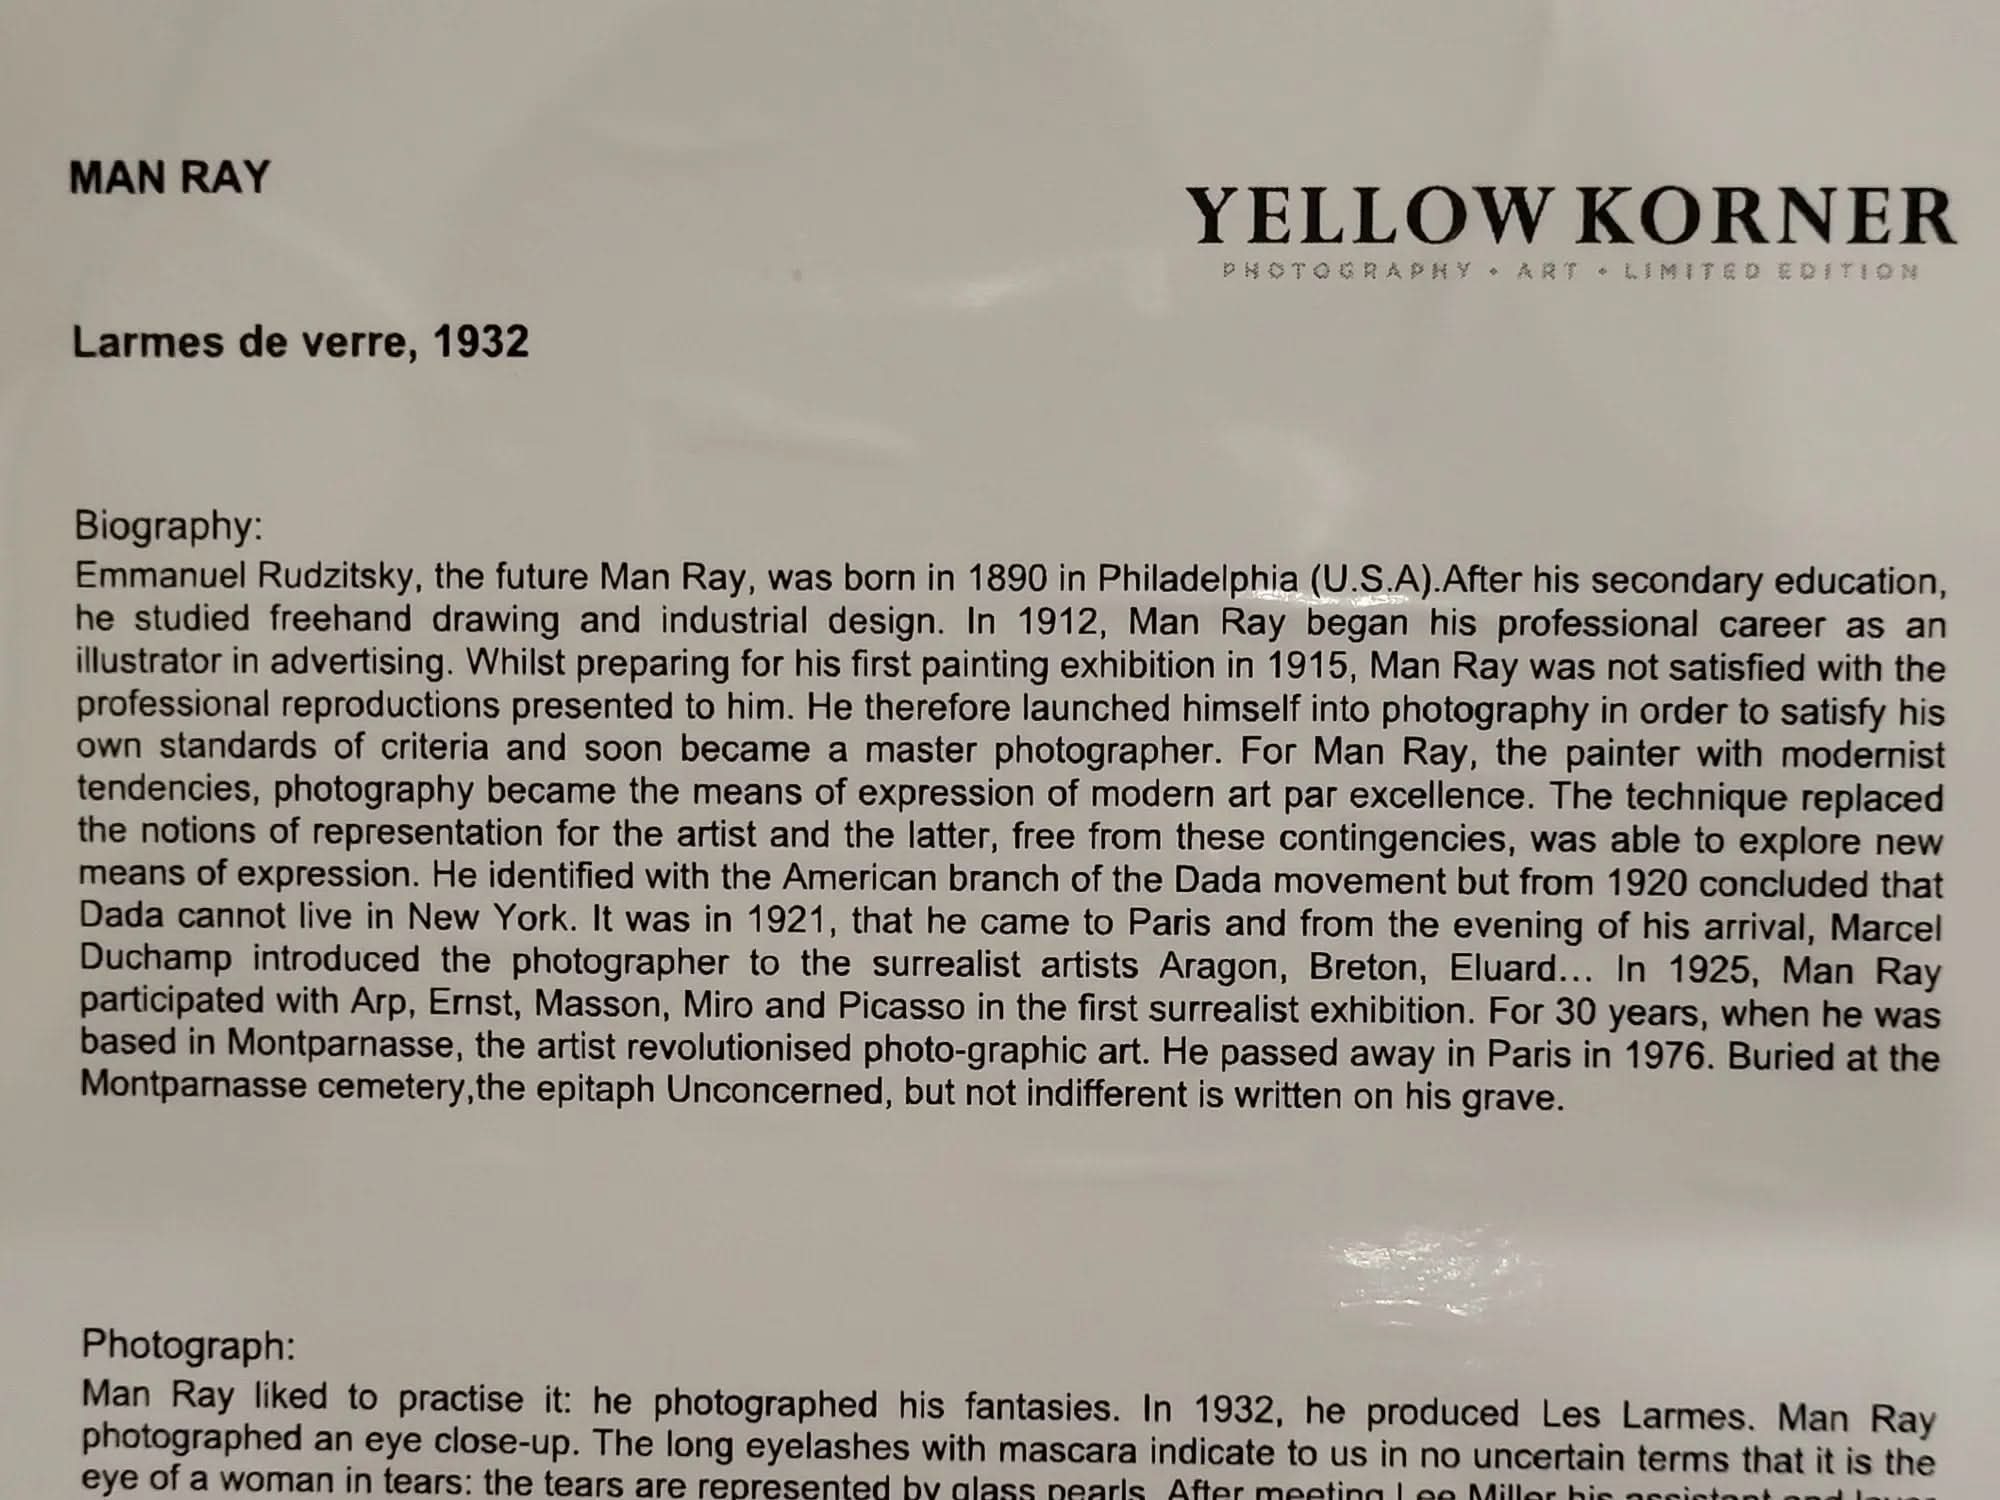 MAN RAY
YELLOW KORNER
PHOTOGRAPHY • ART • LIMITED EDITION
Larmes de verre, 1932
Biography:
Emmanuel Rudzitsky, the future Man Ray, was born in 1890 in Philadelphia (U.S.A).After his secondary education,
he studied freehand drawing and industrial design. In 1912, Man Ray began his professional career as an
illustrator in advertising. Whilst preparing for his first painting exhibition in 1915, Man Ray was not satisfied with the
professional reproductions presented to him. He therefore launched himself into photography in order to satisfy his
own standards of criteria and soon became a master photographer. For Man Ray, the painter with modernist
tendencies, photography became the means of expression of modern art par excellence. The technique replaced
the notions of representation for the artist and the latter, free from these contingencies, was able to explore new
means of expression. He identified with the American branch of the Dada movement but from 1920 concluded that
Dada cannot live in New York. It was in 1921, that he came to Paris and from the evening of his arrival, Marcel
Duchamp introduced the photographer to the surrealist artists Aragon, Breton, Eluard... In 1925, Man Ray
participated with Arp, Ernst, Masson, Miro and Picasso in the first surrealist exhibition. For 30 years, when he was
based in Montparnasse, the artist revolutionised photo-graphic art. He passed away in Paris in 1976. Buried at the
Montparnasse cemetery,the epitaph Unconcerned, but not indifferent is written on his grave.
Photograph:
Man Ray liked to practise it: he photographed his fantasies. In 1932, he produced Les Larmes. Man Ray
photographed an eye close-up. The long eyelashes with mascara indicate to us in no uncertain terms that it is the
eye of a woman in tears: the tears are represented by glass pearls. After meeting Lee Miller his assistant and lover